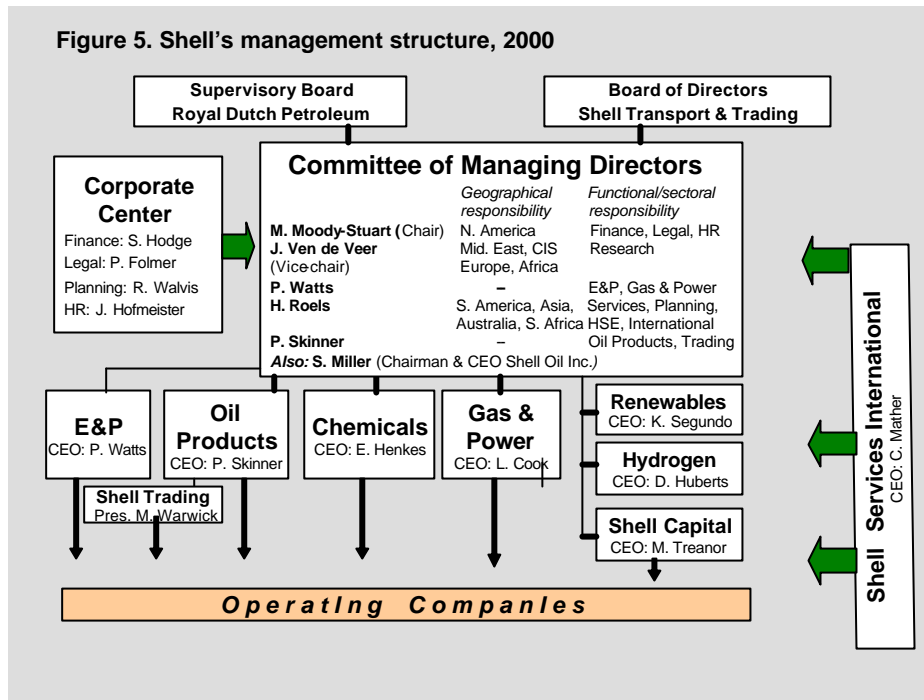 Figure 5. Shell's management structure, 2000
Supervisory Board
Royal Dutch Petroleum
Board of Directors
Shell Transport & Trading
Corporate
Center
Finance: S. Hodge
Legal: P. Folmer
Planning: R. Walvis
HR: J. Hofmeister
Committee of Managing Directors
Geographical Functional/sectoral
responsibility responsibility
M. Moody-Stuart (Chair) N. America Finance, Legal, HR
J. Ven de Veer Mid. East, CIS Research
(Vice-chair) Europe, Africa
P. Watts – E&P, Gas & Power
H. Roels S. America, Asia, Services, Planning,
Australia, S. Africa HSE, International
P. Skinner – Oil Products, Trading
Also: S. Miller (Chairman & CEO Shell Oil Inc.)
E&P
CEO: P. Watts
Oil
Products
CEO: P. Skinner
Shell Trading
Pres. M. Warwick
Chemicals
CEO: E. Henkes
Gas &
Power
CEO: L. Cook
Renewables
CEO: K. Segundo
Hydrogen
CEO: D. Huberts
Shell Capital
CEO: M. Treanor
Shell Services International
CEO: C. Mather
OperatIng CompanIes